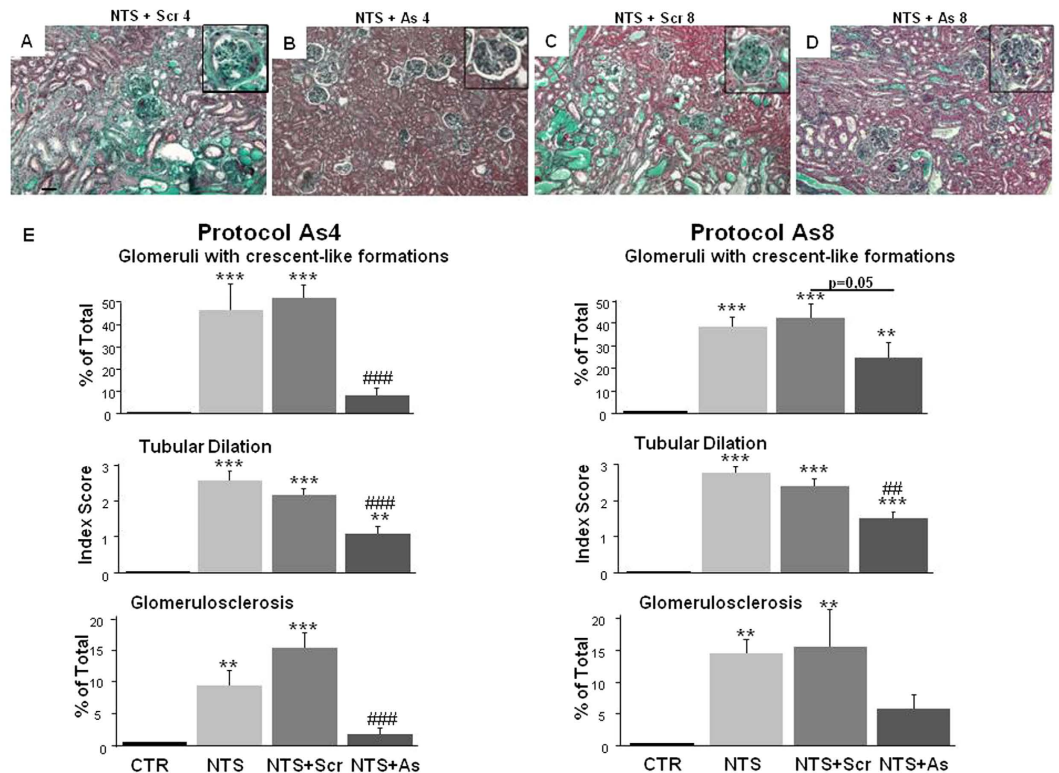 NTS + Scr 4
NTS + As 4
NTS + Scr 8
NTS + As 8
A
B
C
D
E
Protocol As4
Glomeruli with crescent-like formations
% of Total
50
40
30
20
10
0
***
***
###
Tubular Dilation
Index Score
3
2
1
0
***
***
###
**
Glomerulosclerosis
% of Total
20
15
10
5
0
**
***
###
CTR
NTS
NTS+Scr
NTS+As
Protocol As8
Glomeruli with crescent-like formations
% of Total
50
40
30
20
10
0
***
***
p=0,05
**
Tubular Dilation
Index Score
3
2
1
0
***
***
##
***
Glomerulosclerosis
% of Total
20
15
10
5
0
**
**
CTR
NTS
NTS+Scr
NTS+As